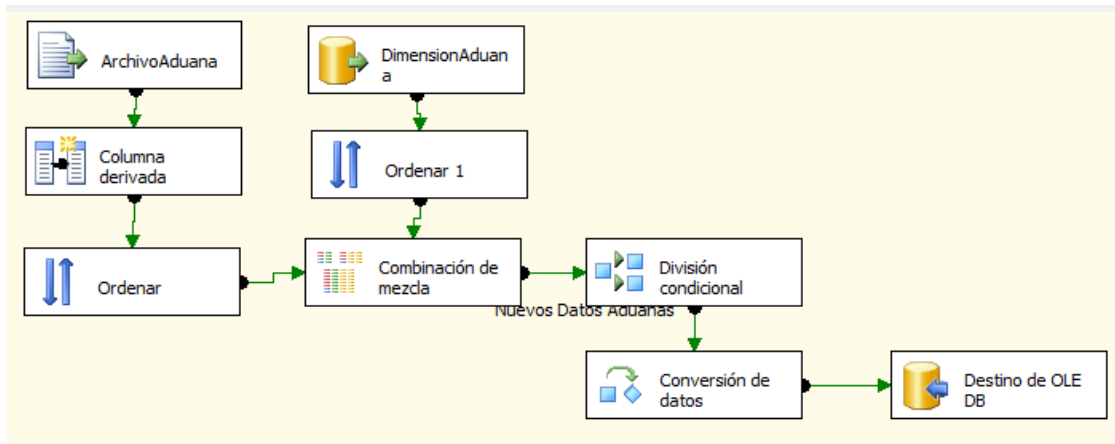 ArchivoAduana
DimensionAduan
a
Columna
derivada
Ordenar 1
Ordenar
Combinación de
mezcla
División
condicional
Nuevos Datos Aduanas
Conversión de
datos
Destino de OLE
DB